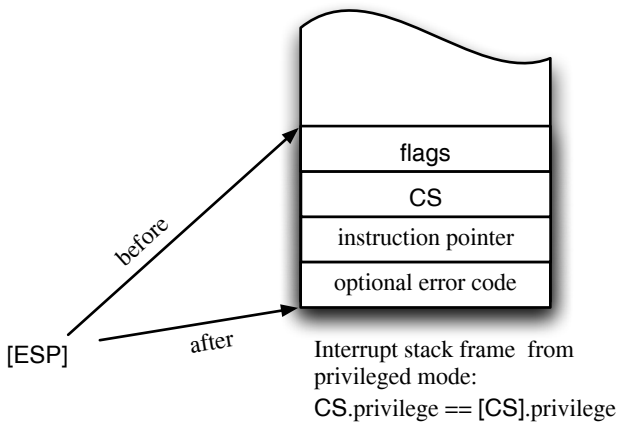 flags
CS
instruction pointer
optional error code
before
after
[ESP]
Interrupt stack frame from
privileged mode:
CS.privilege == [CS].privilege